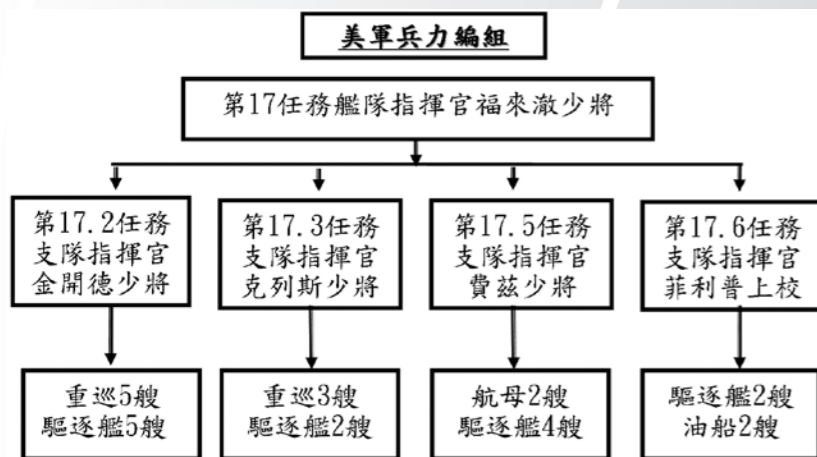 美軍兵力編組
第17任務艦隊指揮官福來澈少將
第17.2任務
支隊指揮官
金開德少將
第17.3任務
支隊指揮官
克列斯少將
第17.5任務
支隊指揮官
費茲少將
第17.6任務
支隊指揮官
菲利普上校
重巡5艘
驅逐艦5艘
重巡3艘
驅逐艦2艘
航母2艘
驅逐艦4艘
驅逐艦2艘
油船2艘